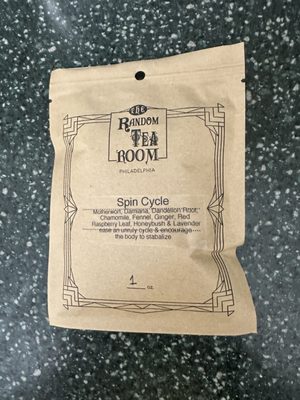 THE
RANDOM
TEA
ROOM
PHILADELPHIA
Spin Cycle
Motherwort, Damiana, Dandelion Root,
Chamomile, Fennel, Ginger, Red
Raspberry Leaf, Honeybush & Lavender
ease an unruly cycle & encourage
the body to stabalize
1 oz.